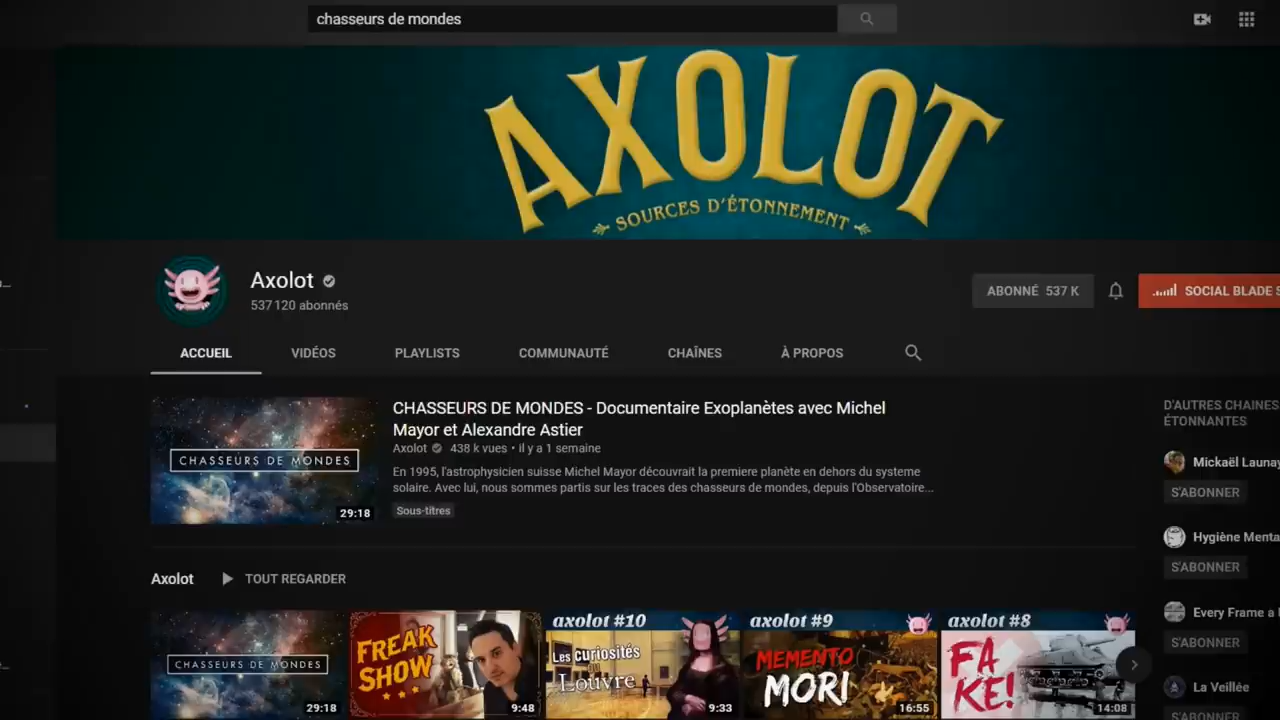 chasseurs de mondes
AXOLOT
SOURCES D'ÉTONNEMENT
Axolot
537 120 abonnés
ABONNÉ 537 K
SOCIAL BLADE S
ACCUEIL
VIDÉOS
PLAYLISTS
COMMUNAUTÉ
CHAÎNES
À PROPOS
CHASSEURS DE MONDES
29:18
CHASSEURS DE MONDES - Documentaire Exoplanètes avec Michel
Mayor et Alexandre Astier
Axolot 438 k vues • il y a 1 semaine
En 1995, l'astrophysicien suisse Michel Mayor découvrait la premiere planète en dehors du systeme
solaire. Avec lui, nous sommes partis sur les traces des chasseurs de mondes, depuis l'Observatoire...
Sous-titres
D'AUTRES CHAINES
ÉTONNANTES
Mickaël Launay
S'ABONNER
Hygiène Menta
S'ABONNER
Every Frame a
S'ABONNER
La Veillée
S'ABONNER
Axolot
TOUT REGARDER
CHASSEURS DE MONDES
29:18
FREAK
SHOW
9:48
axolot #10
Les curiosités
du
Louvre
9:33
axolot #9
MEMENTO
MORI
16:55
axolot #8
FA
KE!
14:08